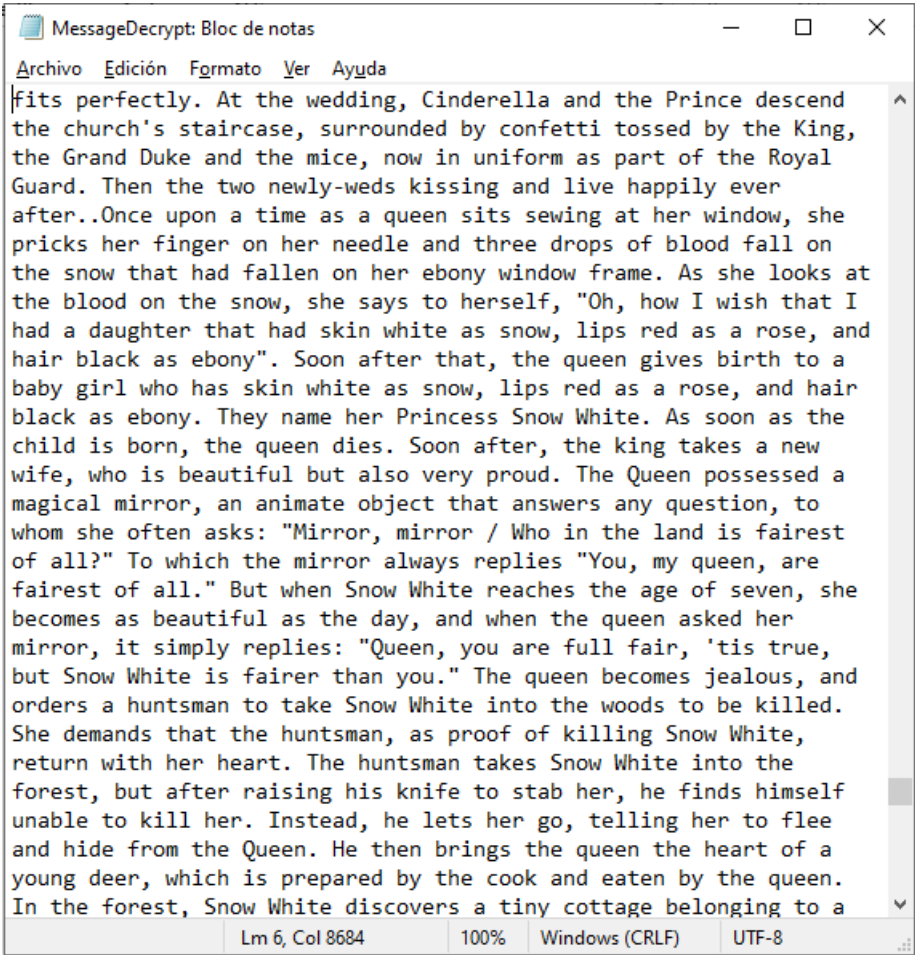 MessageDecrypt: Bloc de notas
Archivo Edición Formato Ver Ayuda
fits perfectly. At the wedding, Cinderella and the Prince descend
the church's staircase, surrounded by confetti tossed by the King,
the Grand Duke and the mice, now in uniform as part of the Royal
Guard. Then the two newly-weds kissing and live happily ever
after..Once upon a time as a queen sits sewing at her window, she
pricks her finger on her needle and three drops of blood fall on
the snow that had fallen on her ebony window frame. As she looks at
the blood on the snow, she says to herself, "Oh, how I wish that I
had a daughter that had skin white as snow, lips red as a rose, and
hair black as ebony". Soon after that, the queen gives birth to a
baby girl who has skin white as snow, lips red as a rose, and hair
black as ebony. They name her Princess Snow White. As soon as the
child is born, the queen dies. Soon after, the king takes a new
wife, who is beautiful but also very proud. The Queen possessed a
magical mirror, an animate object that answers any question, to
whom she often asks: "Mirror, mirror / Who in the land is fairest
of all?" To which the mirror always replies "You, my queen, are
fairest of all." But when Snow White reaches the age of seven, she
becomes as beautiful as the day, and when the queen asked her
mirror, it simply replies: "Queen, you are full fair, 'tis true,
but Snow White is fairer than you." The queen becomes jealous, and
orders a huntsman to take Snow White into the woods to be killed.
She demands that the huntsman, as proof of killing Snow White,
return with her heart. The huntsman takes Snow White into the
forest, but after raising his knife to stab her, he finds himself
unable to kill her. Instead, he lets her go, telling her to flee
and hide from the Queen. He then brings the queen the heart of a
young deer, which is prepared by the cook and eaten by the queen.
In the forest, Snow White discovers a tiny cottage belonging to a
Lm 6, Col 8684 100% Windows (CRLF) UTF-8